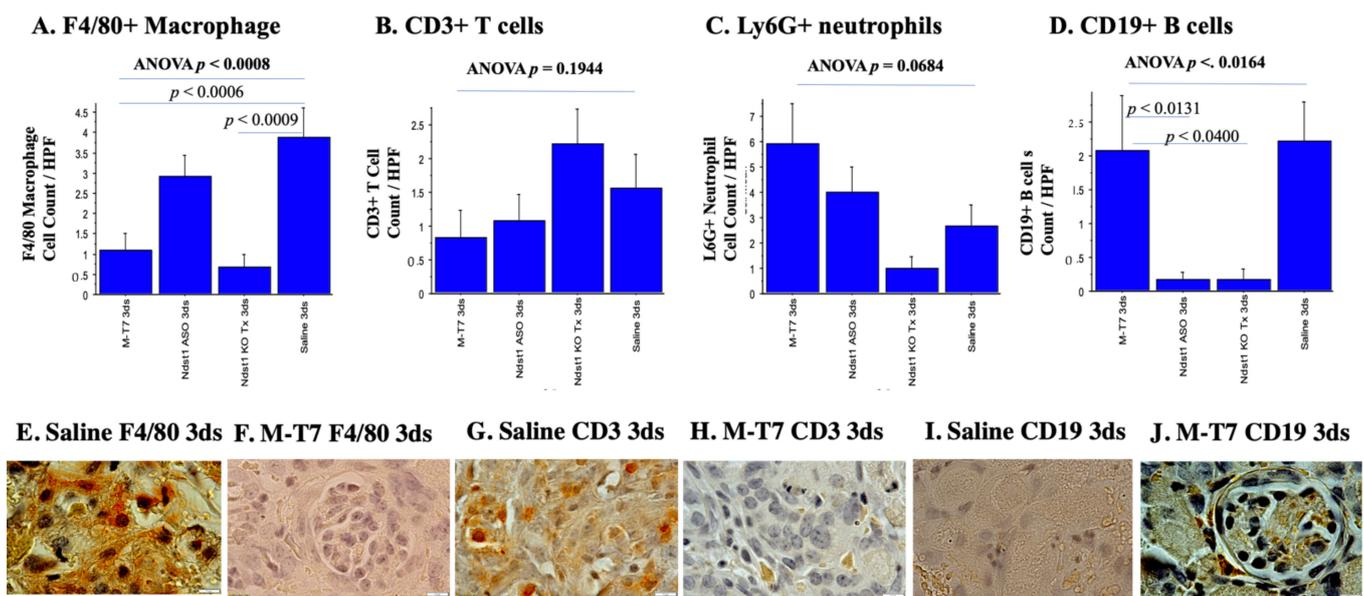 A. F4/80+ Macrophage
ANOVA p < 0.0008
p < 0.0006
p < 0.0009
F4/80 Macrophage
Cell Count / HPF
4.5
4
3.5
3
2.5
2
1.5
1
0.5
0
M-T7 3ds
Ndst1 ASO 3ds
Ndst1 KO Tx 3ds
Saline 3ds
B. CD3+ T cells
ANOVA p = 0.1944
CD3+ T Cell
Count / HPF
2.5
2
1.5
1
0.5
0
M-T7 3ds
Ndst1 ASO 3ds
Ndst1 KO Tx 3ds
Saline 3ds
C. Ly6G+ neutrophils
ANOVA p = 0.0684
L6G+ Neutrophil
Cell Count / HPF
7
6
5
4
3
2
1
0
M-T7 3ds
Ndst1 ASO 3ds
Ndst1 KO Tx 3ds
Saline 3ds
D. CD19+ B cells
ANOVA p <. 0.0164
p < 0.0131
p < 0.0400
CD19+ B cell s
Count / HPF
2.5
2
1.5
1
0.5
0
M-T7 3ds
Ndst1 ASO 3ds
Ndst1 KO Tx 3ds
Saline 3ds
E. Saline F4/80 3ds
F. M-T7 F4/80 3ds
G. Saline CD3 3ds
H. M-T7 CD3 3ds
I. Saline CD19 3ds
J. M-T7 CD19 3ds